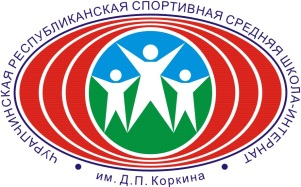 ЧУРАПЧИНСКАЯ РЕСПУБЛИКАНСКАЯ СПОРТИВНАЯ СРЕДНЯЯ ШКОЛА-ИНТЕРНАТ
им. Д.П. Коркина